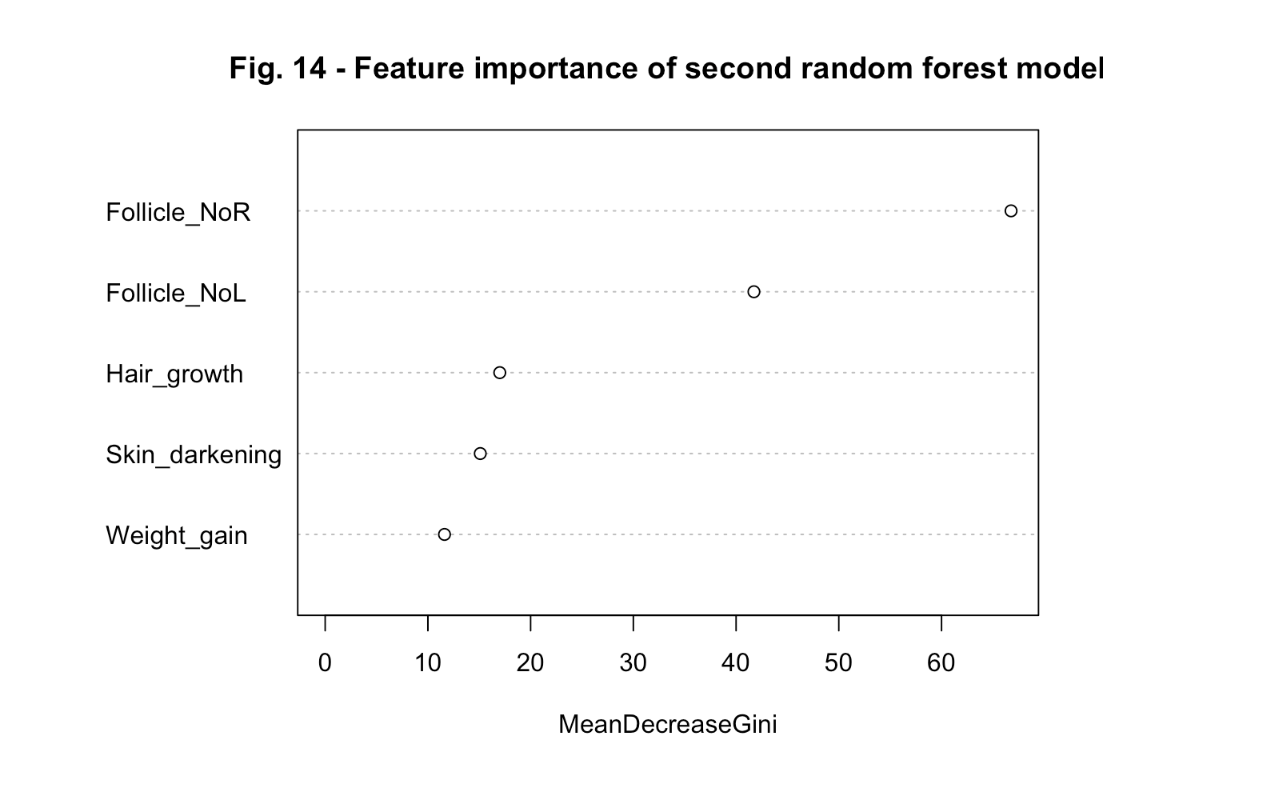 Fig. 14 - Feature importance of second random forest model
Follicle_NoR
Follicle_NoL
Hair_growth
Skin_darkening
Weight_gain
0 10 20 30 40 50 60
MeanDecreaseGini